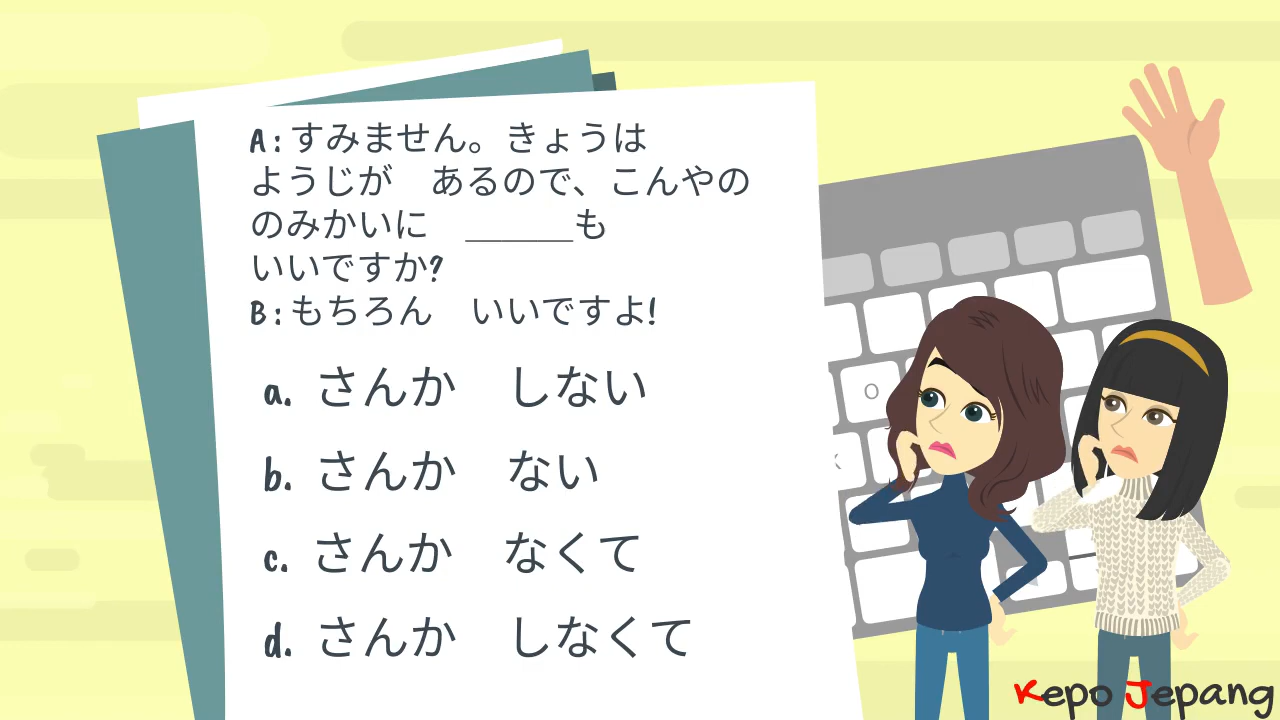 A : すみません。きょうは
ようじが　あるので、こんやの
のみかいに　______も
いいですか?
B : もちろん　いいですよ!
a. さんか　しない
b. さんか　ない
c. さんか　なくて
d. さんか　しなくて
O
K
Kepo Jepang